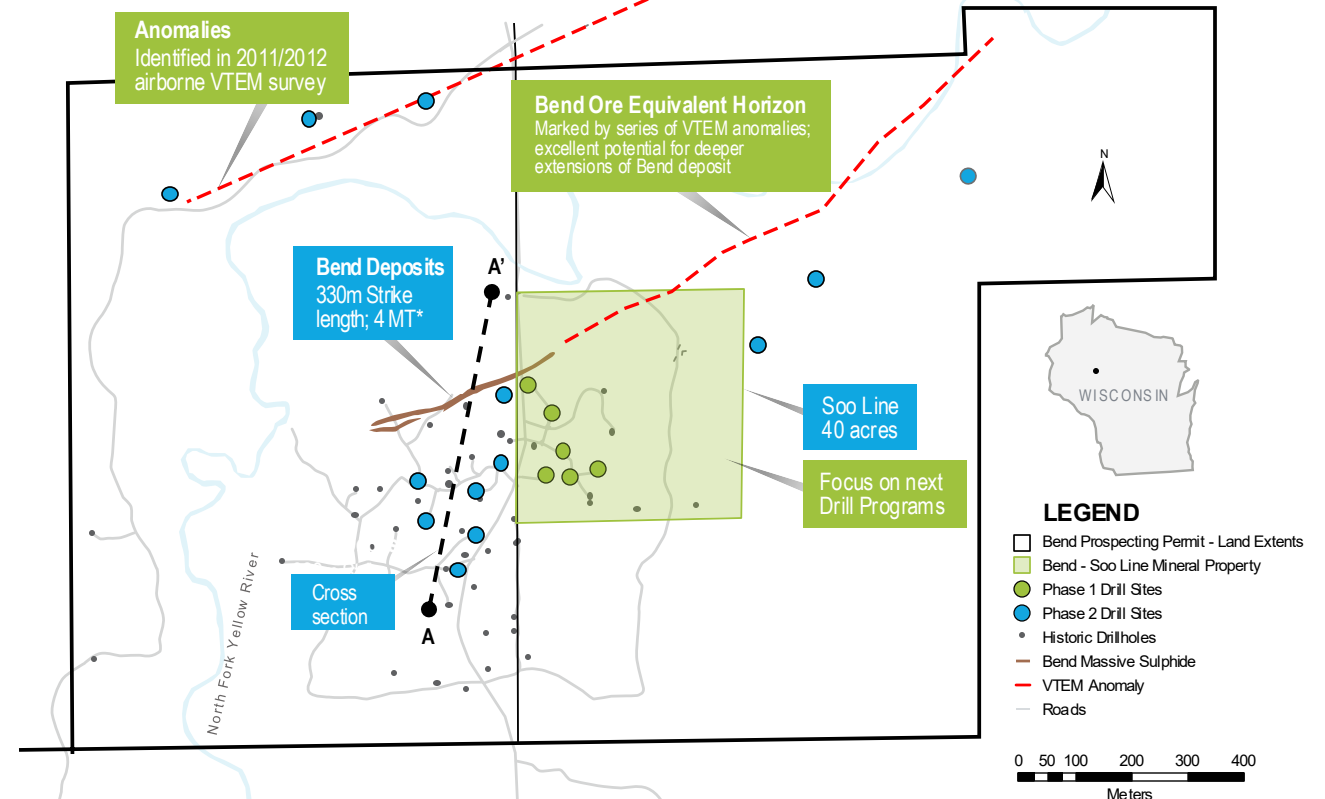 Anomalies
Identified in 2011/2012
airborne VTEM survey
Bend Ore Equivalent Horizon
Marked by series of VTEM anomalies;
excellent potential for deeper
extensions of Bend deposit
N
Bend Deposits
330m Strike
length; 4 MT*
A'
WISCONSIN
Soo Line
40 acres
Focus on next
Drill Programs
Cross
section
A
North Fork Yellow River
LEGEND
Bend Prospecting Permit - Land Extents
Bend - Soo Line Mineral Property
Phase 1 Drill Sites
Phase 2 Drill Sites
Historic Drillholes
Bend Massive Sulphide
VTEM Anomaly
Roads
0 50 100 200 300 400
Meters